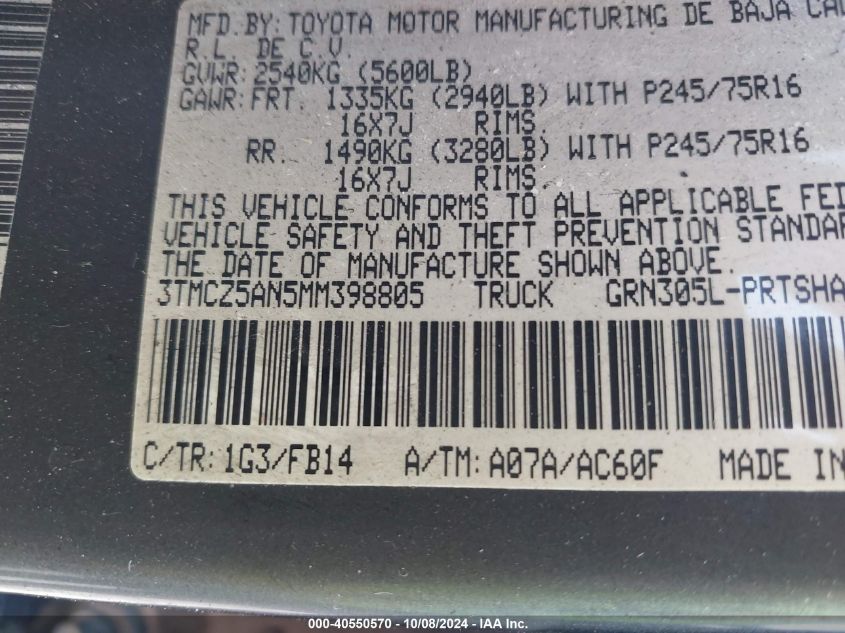 MFD.BY: TOYOTA MOTOR MANUFACTURING DE BAJA
R.L. DE C.V.
GVWR: 2540KG (5600LB)
GAWR: FRT. 1335KG (2940LB) WITH P245/75R16
16X7J RIMS,
RR. 1490KG (3280LB) WITH P245/75R16
16X7J RIMS
THIS VEHICLE CONFORMS TO ALL APPLICABLE FED
VEHICLE SAFETY AND THEFT PREVENTION STANDAR
THE DATE OF MANUFACTURE SHOWN ABOVE.
3TMCZ5AN5MM398805 TRUCK GRN305L-PRTSHA
C/TR: 1G3/FB14 A/TM: A07A/AC60F MADE IN
000-40550570 - 10/08/2024 - IAA Inc.